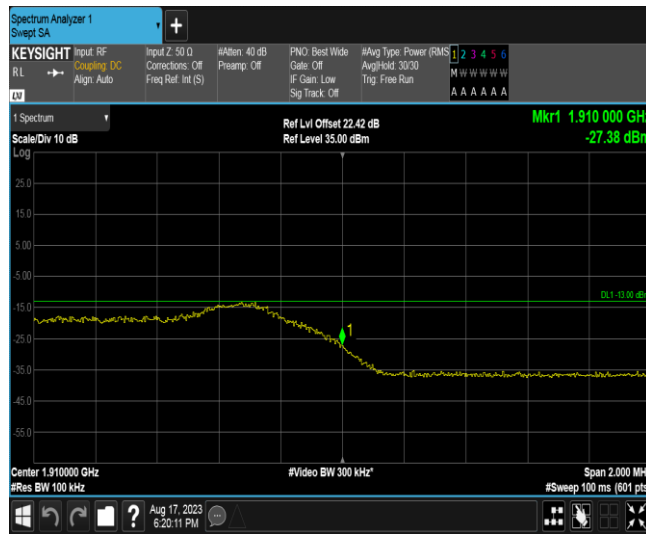 Spectrum Analyzer 1
Swept SA
+
KEYSIGHT
RL
LXI
Input: RF
Coupling: DC
Align: Auto
Input Z: 50 Ω
Corrections: Off
Freq Ref: Int (S)
#Atten: 40 dB
Preamp: Off
PNO: Best Wide
Gate: Off
IF Gain: Low
Sig Track: Off
#Avg Type: Power (RMS
Avg|Hold: 30/30
Trig: Free Run
1 2 3 4 5 6
M W W W W W
A A A A A A
1 Spectrum
Scale/Div 10 dB
Ref Lvl Offset 22.42 dB
Ref Level 35.00 dBm
Mkr1 1.910 000 GHz
-27.38 dBm
Log
25.0
15.0
5.00
-5.00
DL1 -13.00 dBm
-15.0
1
-25.0
-35.0
-45.0
-55.0
Center 1.910000 GHz
#Res BW 100 kHz
#Video BW 300 kHz*
Span 2.000 MH
#Sweep 100 ms (601 pts
?
Aug 17, 2023
6:20:11 PM